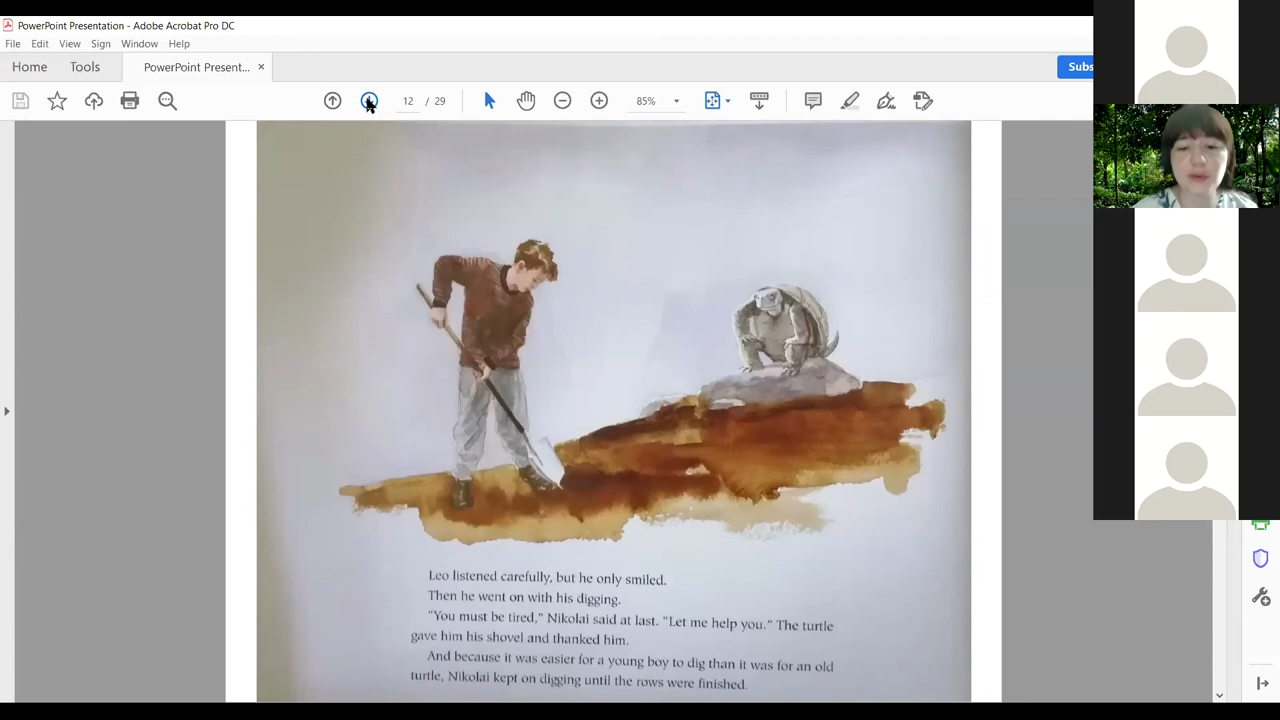 PowerPoint Presentation - Adobe Acrobat Pro DC
File Edit View Sign Window Help
Home Tools PowerPoint Present... ×
Subs
12 / 29 85%
Leo listened carefully, but he only smiled.
Then he went on with his digging.
"You must be tired," Nikolai said at last. "Let me help you." The turtle
gave him his shovel and thanked him.
And because it was easier for a young boy to dig than it was for an old
turtle, Nikolai kept on digging until the rows were finished.